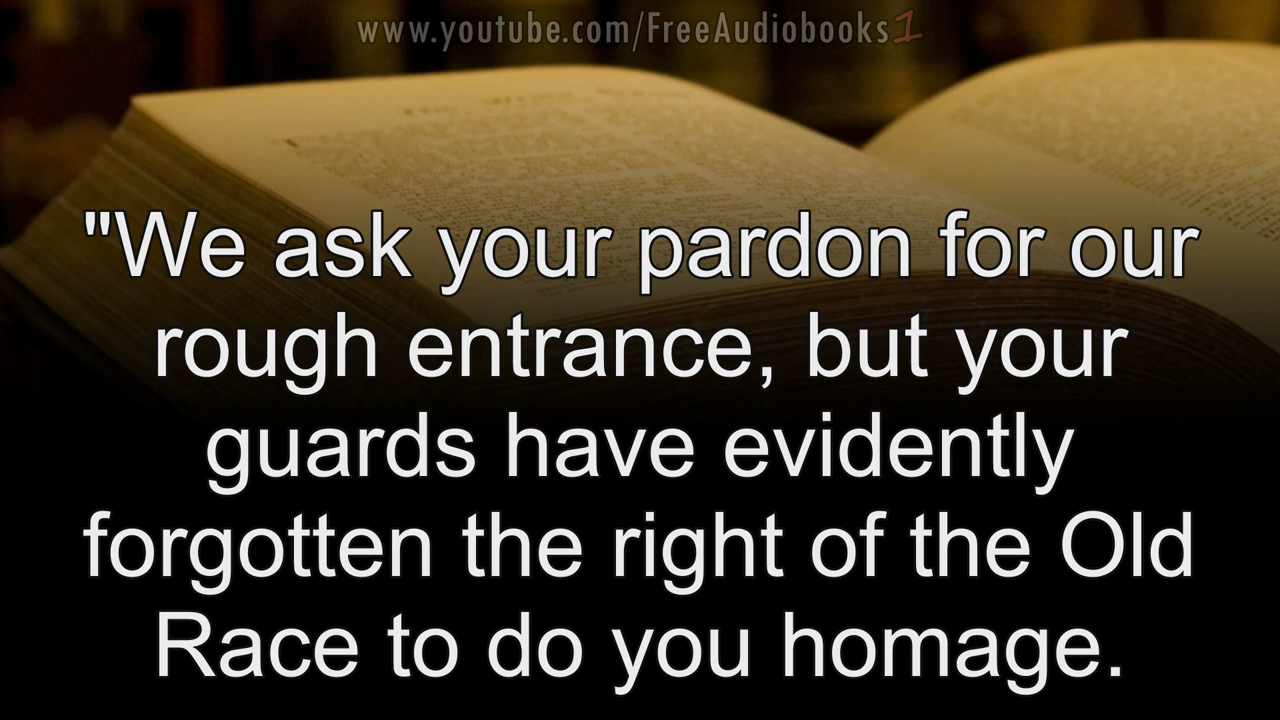 www.youtube.com/FreeAudiobooks1
"We ask your pardon for our
rough entrance, but your
guards have evidently
forgotten the right of the Old
Race to do you homage.